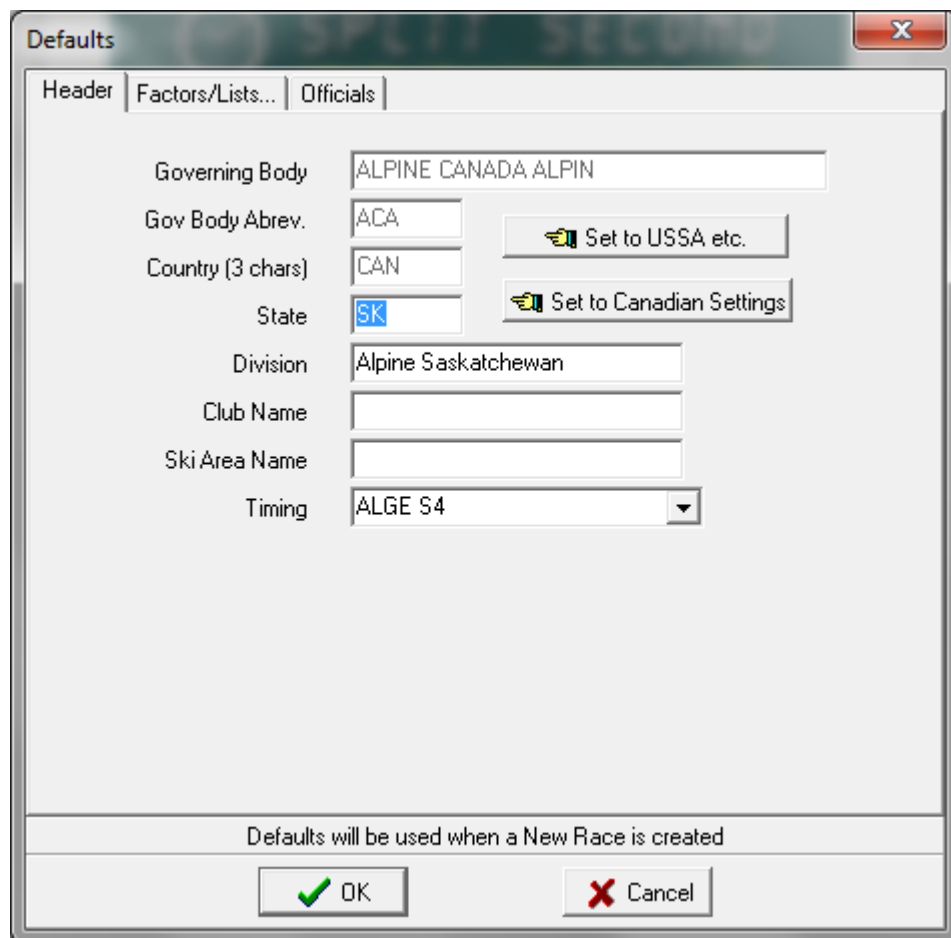 SPLIT SECOND
Defaults
Header Factors/Lists... Officials
Governing Body ALPINE CANADA ALPIN
Gov Body Abrev. ACA
Set to USSA etc.
Country (3 chars) CAN
Set to Canadian Settings
State SK
Division Alpine Saskatchewan
Club Name
Ski Area Name
Timing ALGE S4
Defaults will be used when a New Race is created
OK Cancel